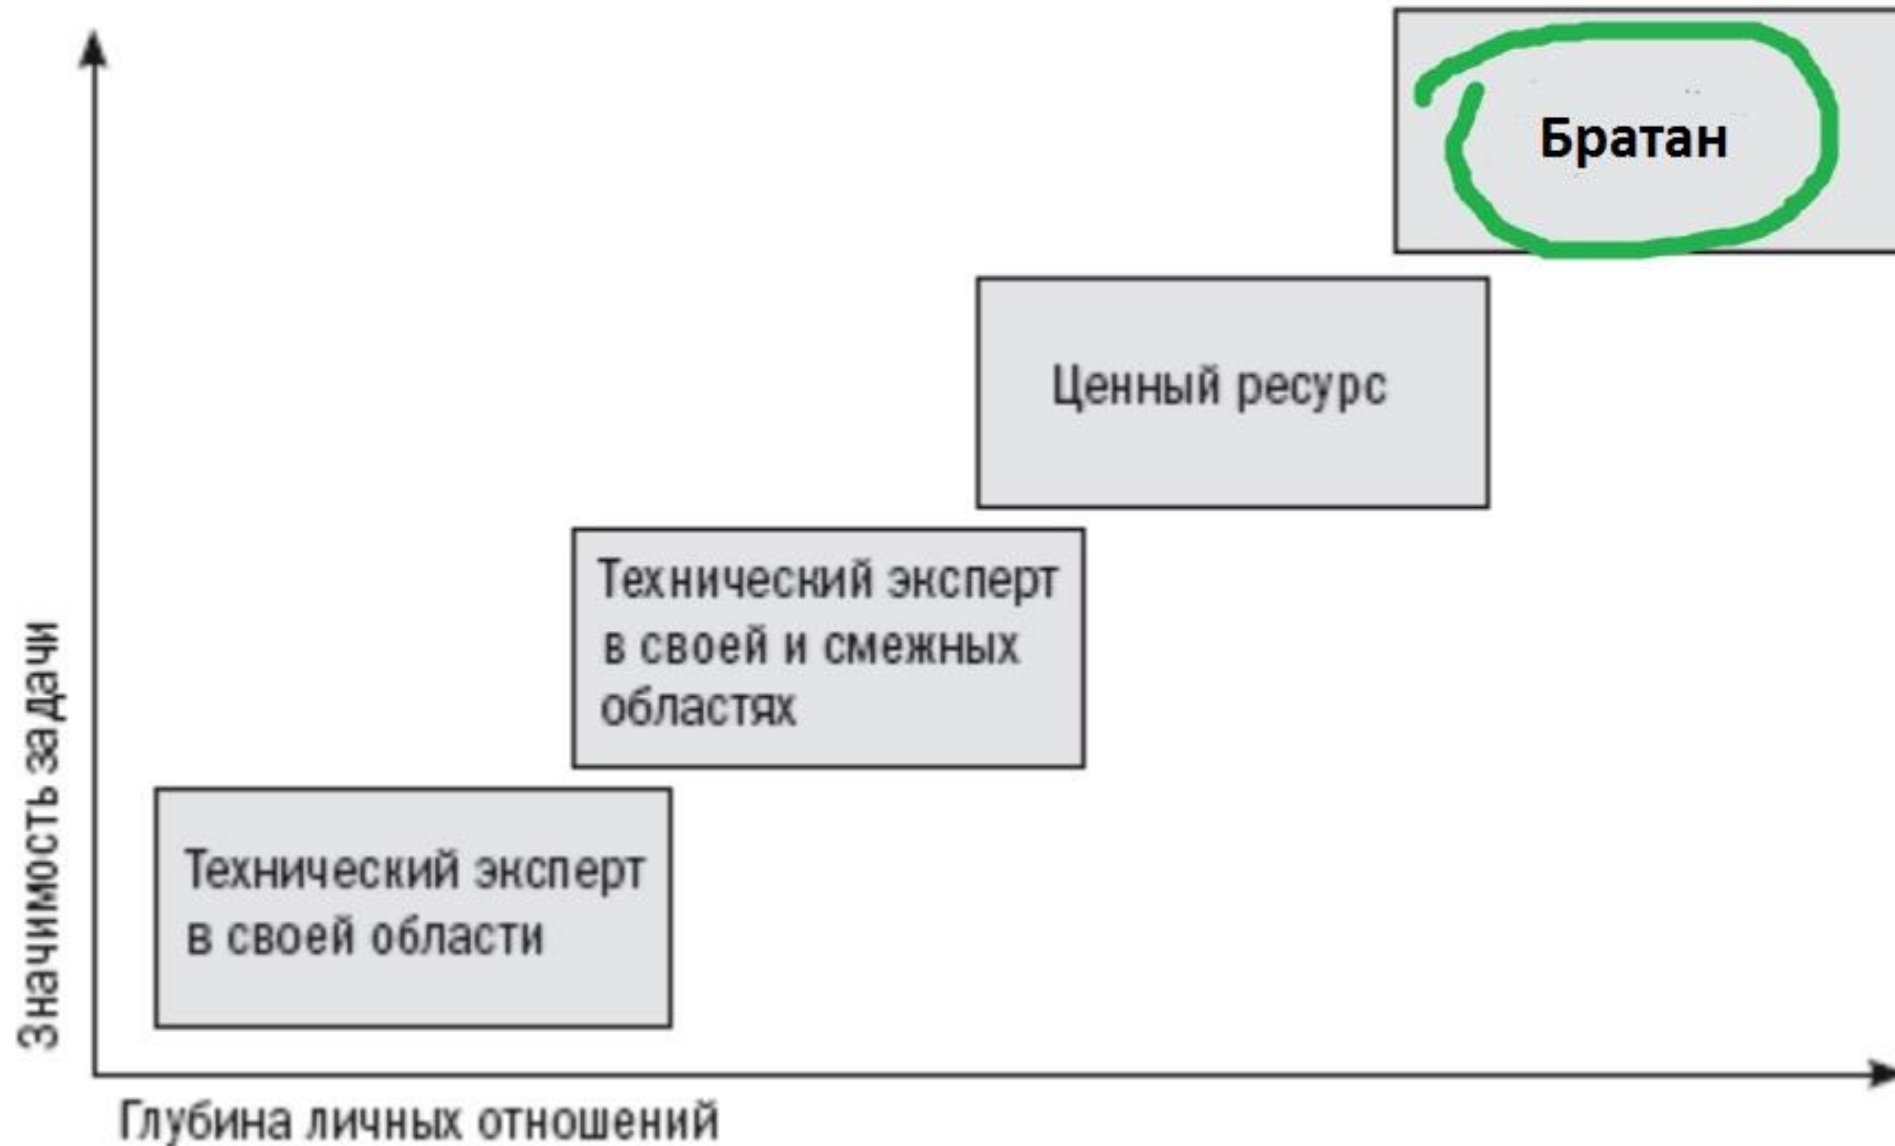 Братан
Ценный ресурс
Технический эксперт
в своей и смежных
областях
Технический эксперт
в своей области
Значимость задачи
Глубина личных отношений